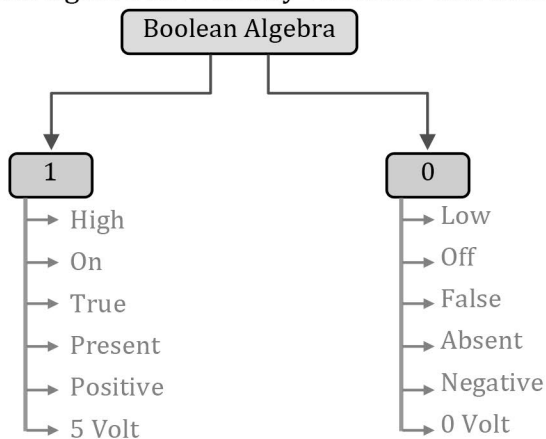 Boolean Algebra
1
High
On
True
Present
Positive
5 Volt
0
Low
Off
False
Absent
Negative
0 Volt